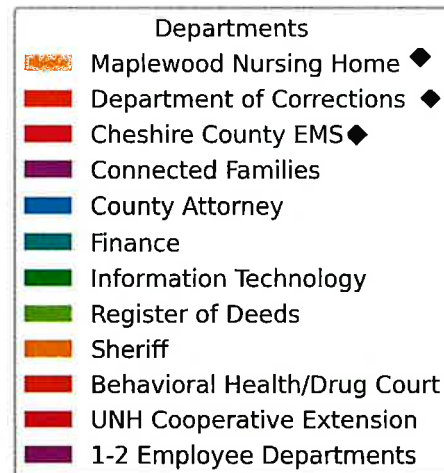 Departments
Maplewood Nursing Home ◆
Department of Corrections ◆
Cheshire County EMS◆
Connected Families
County Attorney
Finance
Information Technology
Register of Deeds
Sheriff
Behavioral Health/Drug Court
UNH Cooperative Extension
1-2 Employee Departments